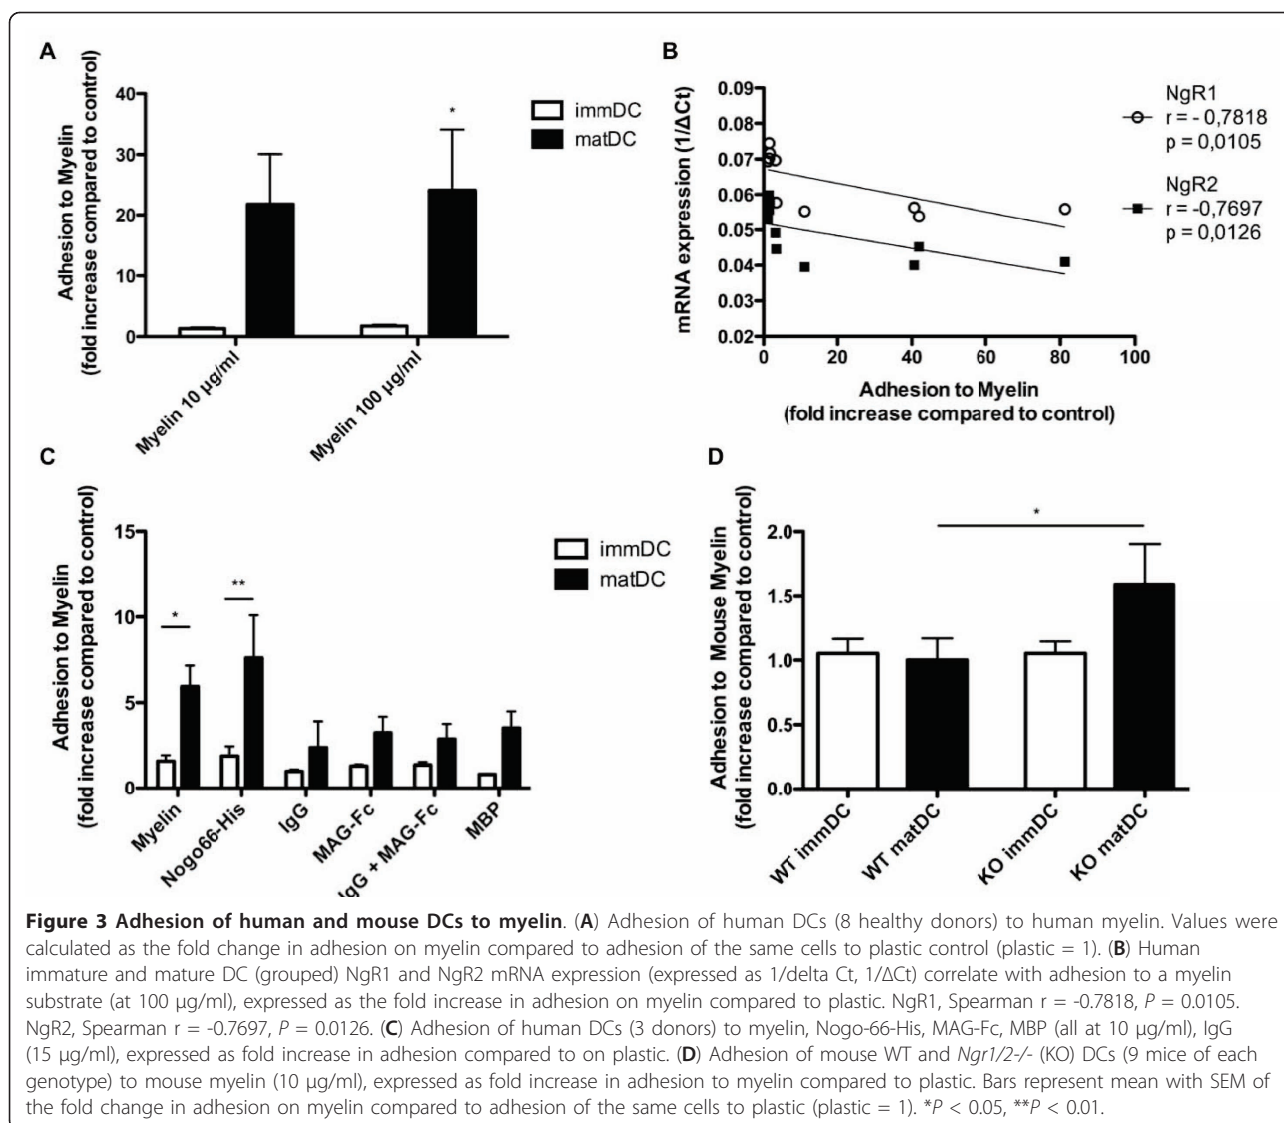 A
Adhesion to Myelin
(fold increase compared to control)
40
30
20
10
0
*
immDC
matDC
Myelin 10 µg/ml
Myelin 100 µg/ml
B
mRNA expression (1/ΔCt)
0.09
0.08
0.07
0.06
0.05
0.04
0.03
0.02
0
20
40
60
80
100
Adhesion to Myelin
(fold increase compared to control)
NgR1
r = - 0,7818
p = 0,0105
NgR2
r = -0,7697
p = 0,0126
C
Adhesion to Myelin
(fold increase compared to control)
15
10
5
0
*
**
immDC
matDC
Myelin
Nogo66-His
IgG
MAG-Fc
IgG + MAG-Fc
MBP
D
Adhesion to Mouse Myelin
(fold increase compared to control)
2.0
1.5
1.0
0.5
0.0
*
WT immDC
WT matDC
KO immDC
KO matDC
Figure 3 Adhesion of human and mouse DCs to myelin. (A) Adhesion of human DCs (8 healthy donors) to human myelin. Values were
calculated as the fold change in adhesion on myelin compared to adhesion of the same cells to plastic control (plastic = 1). (B) Human
immature and mature DC (grouped) NgR1 and NgR2 mRNA expression (expressed as 1/delta Ct, 1/ΔCt) correlate with adhesion to a myelin
substrate (at 100 µg/ml), expressed as the fold increase in adhesion on myelin compared to plastic. NgR1, Spearman r = -0.7818, P = 0.0105.
NgR2, Spearman r = -0.7697, P = 0.0126. (C) Adhesion of human DCs (3 donors) to myelin, Nogo-66-His, MAG-Fc, MBP (all at 10 µg/ml), IgG
(15 µg/ml), expressed as fold increase in adhesion compared to on plastic. (D) Adhesion of mouse WT and Ngr1/2-/- (KO) DCs (9 mice of each
genotype) to mouse myelin (10 µg/ml), expressed as fold increase in adhesion to myelin compared to plastic. Bars represent mean with SEM of
the fold change in adhesion on myelin compared to adhesion of the same cells to plastic (plastic = 1). *P < 0.05, **P < 0.01.